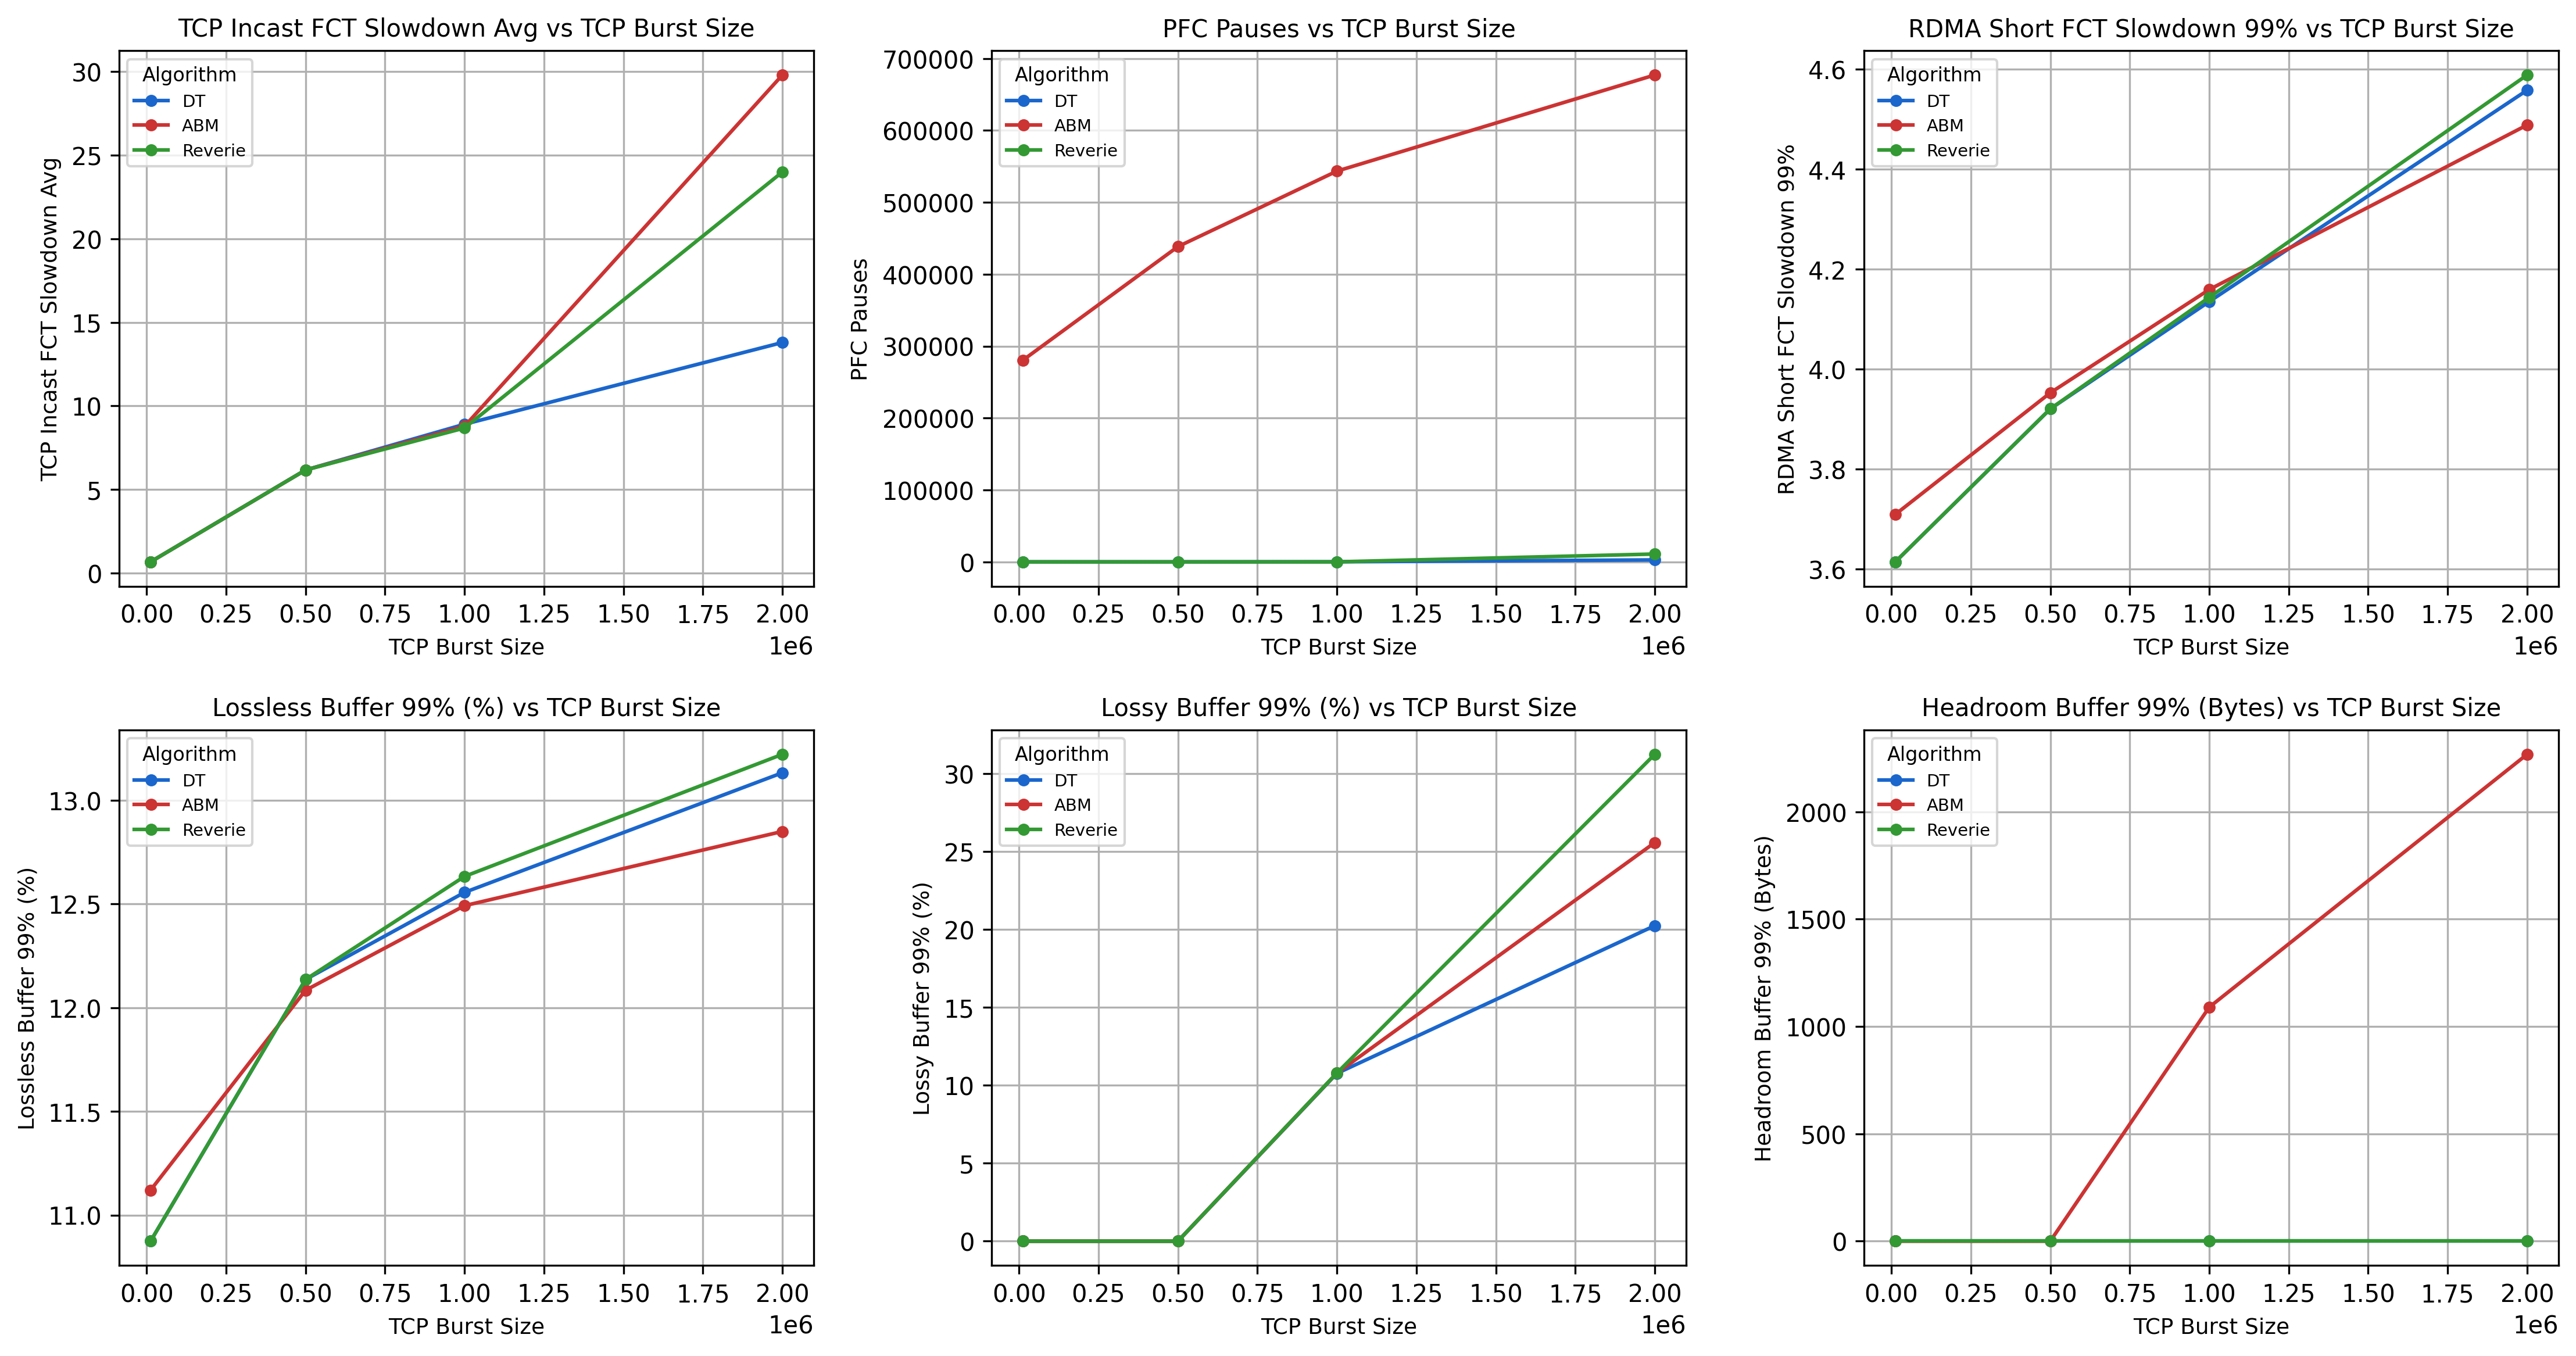 TCP Incast FCT Slowdown Avg vs TCP Burst Size
TCP Incast FCT Slowdown Avg
30
25
20
15
10
5
0
Algorithm
DT
ABM
Reverie
0.00 0.25 0.50 0.75 1.00 1.25 1.50 1.75 2.00
TCP Burst Size
1e6
PFC Pauses vs TCP Burst Size
PFC Pauses
700000
600000
500000
400000
300000
200000
100000
0
Algorithm
DT
ABM
Reverie
0.00 0.25 0.50 0.75 1.00 1.25 1.50 1.75 2.00
TCP Burst Size
1e6
RDMA Short FCT Slowdown 99% vs TCP Burst Size
RDMA Short FCT Slowdown 99%
4.6
4.4
4.2
4.0
3.8
3.6
Algorithm
DT
ABM
Reverie
0.00 0.25 0.50 0.75 1.00 1.25 1.50 1.75 2.00
TCP Burst Size
1e6
Lossless Buffer 99% (%) vs TCP Burst Size
Lossless Buffer 99% (%)
13.0
12.5
12.0
11.5
11.0
Algorithm
DT
ABM
Reverie
0.00 0.25 0.50 0.75 1.00 1.25 1.50 1.75 2.00
TCP Burst Size
1e6
Lossy Buffer 99% (%) vs TCP Burst Size
Lossy Buffer 99% (%)
30
25
20
15
10
5
0
Algorithm
DT
ABM
Reverie
0.00 0.25 0.50 0.75 1.00 1.25 1.50 1.75 2.00
TCP Burst Size
1e6
Headroom Buffer 99% (Bytes) vs TCP Burst Size
Headroom Buffer 99% (Bytes)
2000
1500
1000
500
0
Algorithm
DT
ABM
Reverie
0.00 0.25 0.50 0.75 1.00 1.25 1.50 1.75 2.00
TCP Burst Size
1e6